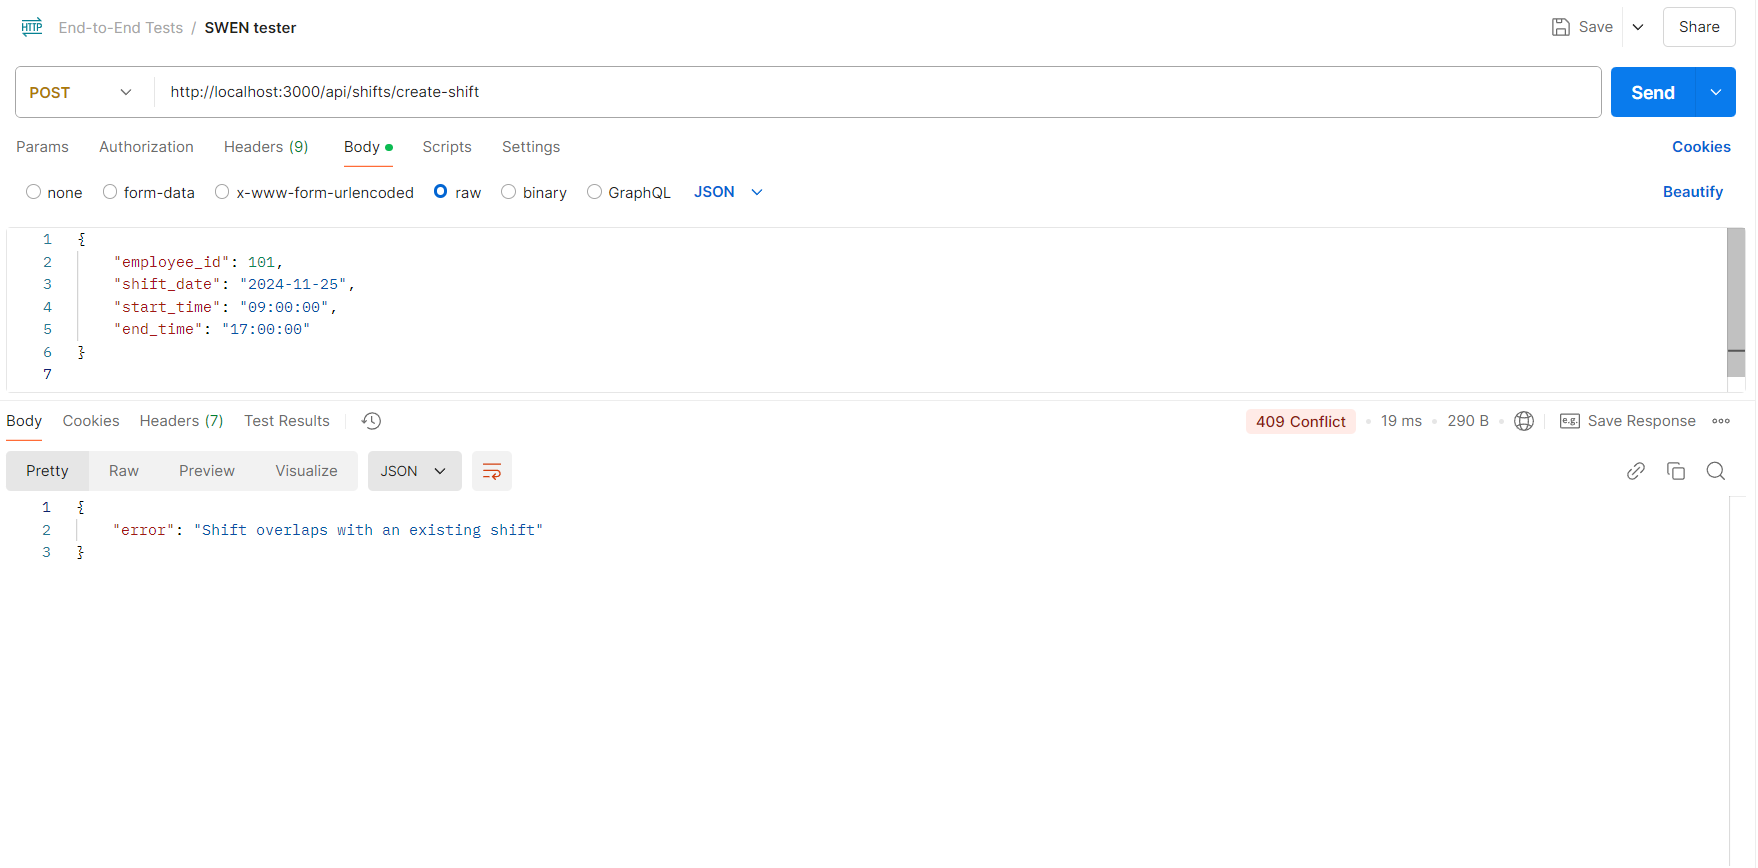 HTTP End-to-End Tests / SWEN tester Save Share
POST http://localhost:3000/api/shifts/create-shift Send
Params Authorization Headers (9) Body Scripts Settings Cookies
none form-data x-www-form-urlencoded raw binary GraphQL JSON Beautify
1 {
2 "employee_id": 101,
3 "shift_date": "2024-11-25",
4 "start_time": "09:00:00",
5 "end_time": "17:00:00"
6 }
7
Body Cookies Headers (7) Test Results 409 Conflict 19 ms 290 B e.g. Save Response
Pretty Raw Preview Visualize JSON
1 {
2 "error": "Shift overlaps with an existing shift"
3 }